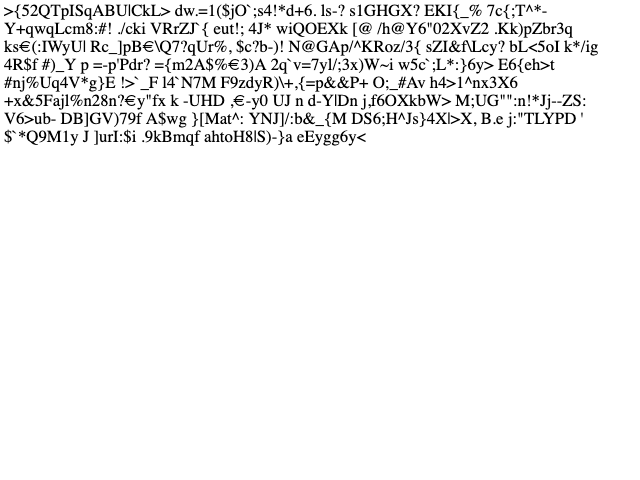 >{52QTpISqABU|CkL> dw.=1($jO`;s4!*d+6. ls-? s1GHGX? EKI{_% 7c{;T^*-
Y+qwqLcm8:#! ./cki VRrZJ`{ eut!; 4J* wiQOEXk [@ /h@Y6"02XvZ2 .Kk)pZbr3q
ks€(:IWyU| Rc_]pB€\Q7?qUr%, $c?b-)! N@GAp/^KRoz/3{ sZI&f\Lcy? bL<5oI k*/ig
4R$f #)_Y p =-p'Pdr? ={m2A$%€3)A 2q`v=7yl/;3x)W~i w5c`;L*:}6y> E6{eh>t
#nj%Uq4V*g}E !>`_F l4`N7M F9zdyR)\+,{=p&&P+ O;_#Av h4>1^nx3X6
+x&5Fajl%n28n?€y"fx k -UHD ,€-y0 UJ n d-Y|Dn j,f6OXkbW> M;UG"":n!*Jj--ZS:
V6>ub- DB]GV)79f A$wg }[Mat^: YNJ]/:b&_{M DS6;H^Js}4X|>X, B.e j:"TLYPD '
$`*Q9M1y J ]urI:$i .9kBmqf ahtoH8|S)-}a eEygg6y<